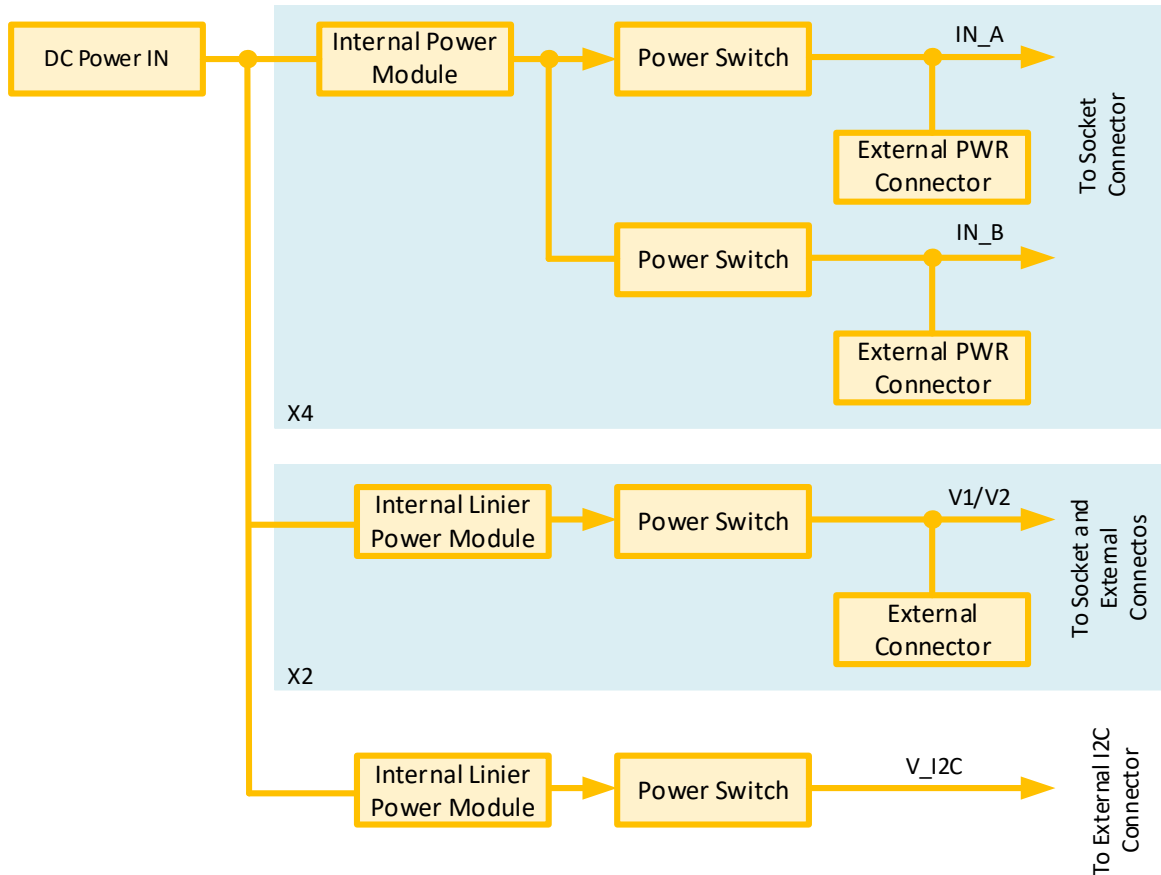 DC Power IN
Internal Power
Module
Power Switch
IN_A
External PWR
Connector
To Socket
Connector
Power Switch
IN_B
External PWR
Connector
X4
Internal Linier
Power Module
Power Switch
V1/V2
External
Connector
To Socket and
External
Connectos
X2
Internal Linier
Power Module
Power Switch
V_I2C
To External I2C
Connector